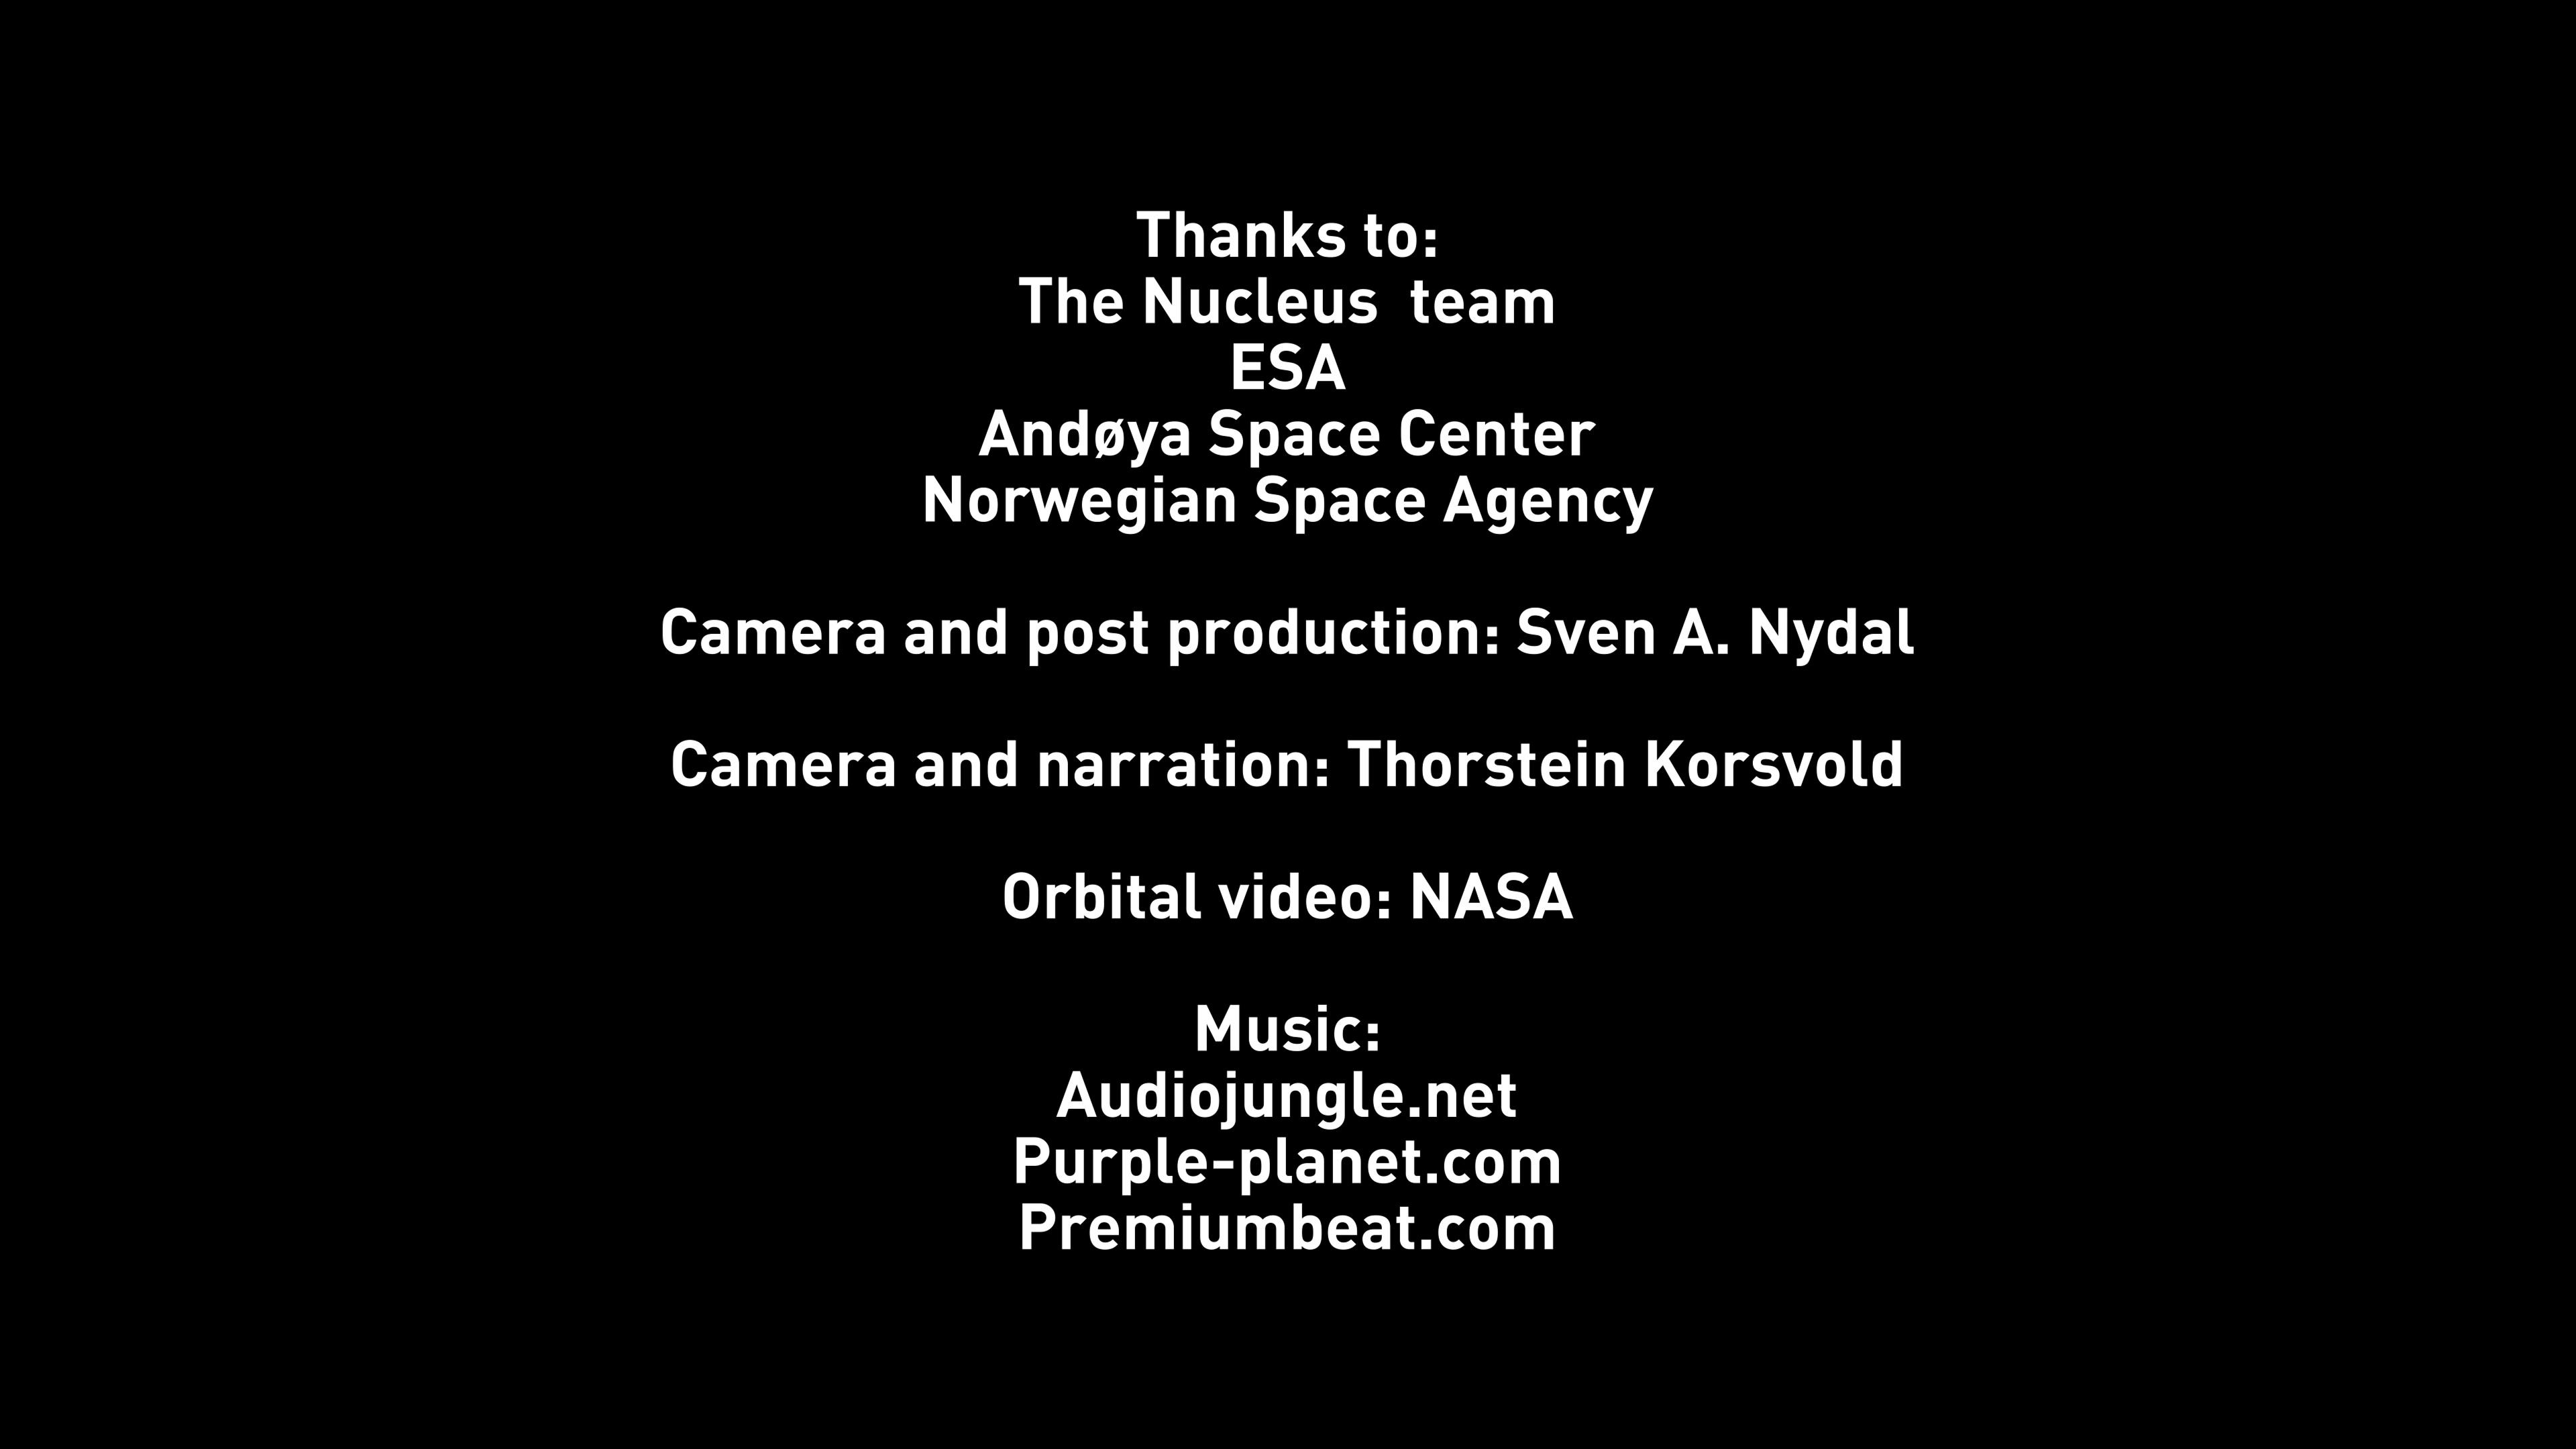 Thanks to:
The Nucleus  team
ESA
Andøya Space Center
Norwegian Space Agency
Camera and post production: Sven A. Nydal
Camera and narration: Thorstein Korsvold
Orbital video: NASA
Music:
Audiojungle.net
Purple-planet.com
Premiumbeat.com